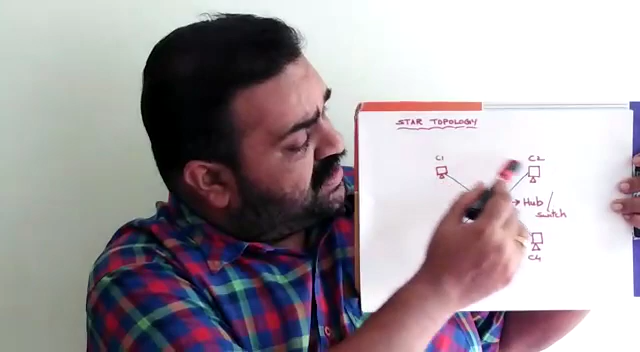 STAR TOPOLOGY
C1
C2
→ Hub /
Switch
C4